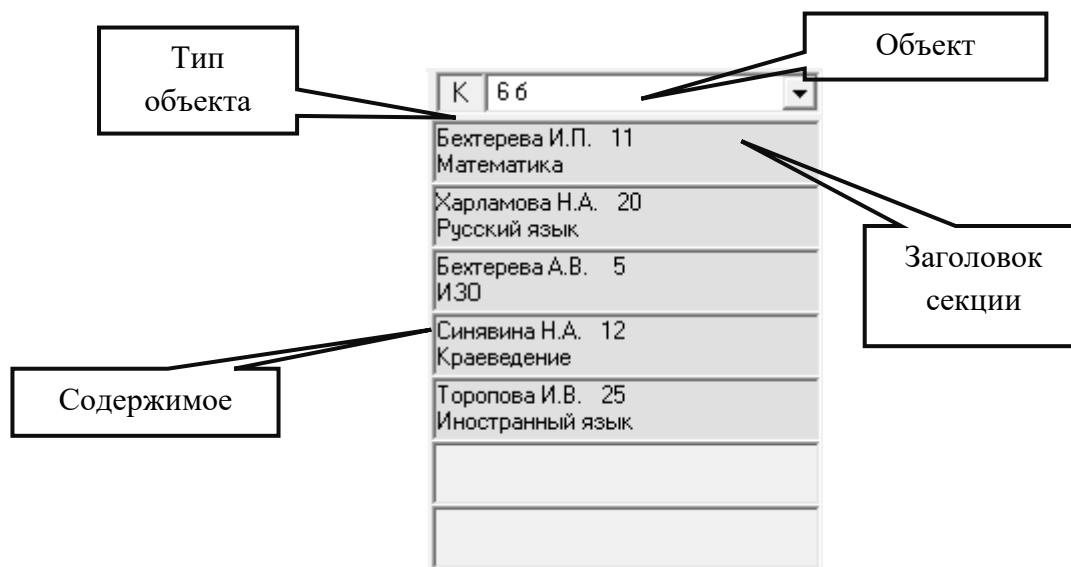 Тип
объекта
Объект
К 6 б
Бехтерева И.П. 11
Математика
Харламова Н.А. 20
Русский язык
Бехтерева А.В. 5
ИЗО
Заголовок
секции
Синявина Н.А. 12
Краеведение
Содержимое
Торопова И.В. 25
Иностранный язык